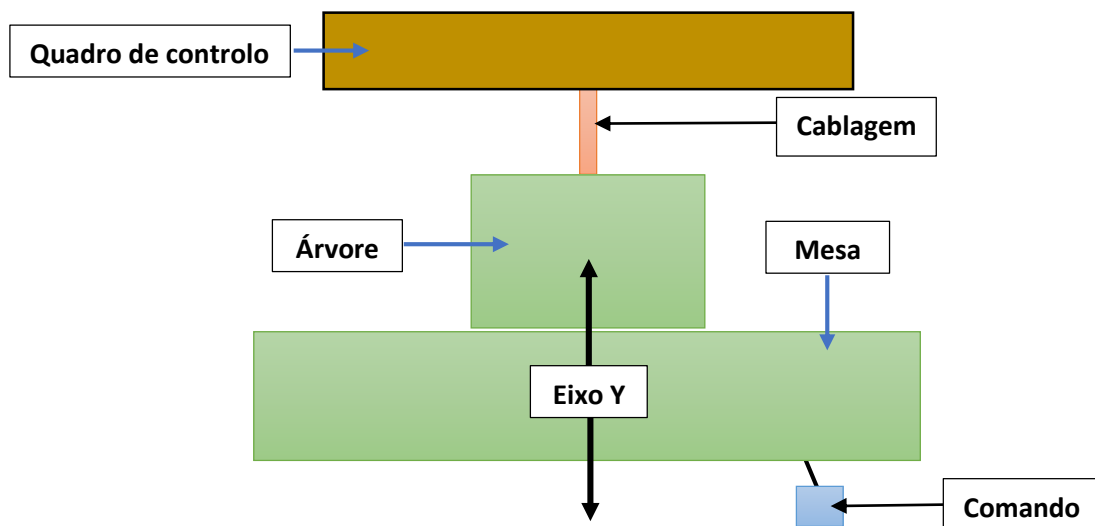 Quadro de controlo
Cablagem
Árvore
Mesa
Eixo Y
Comando